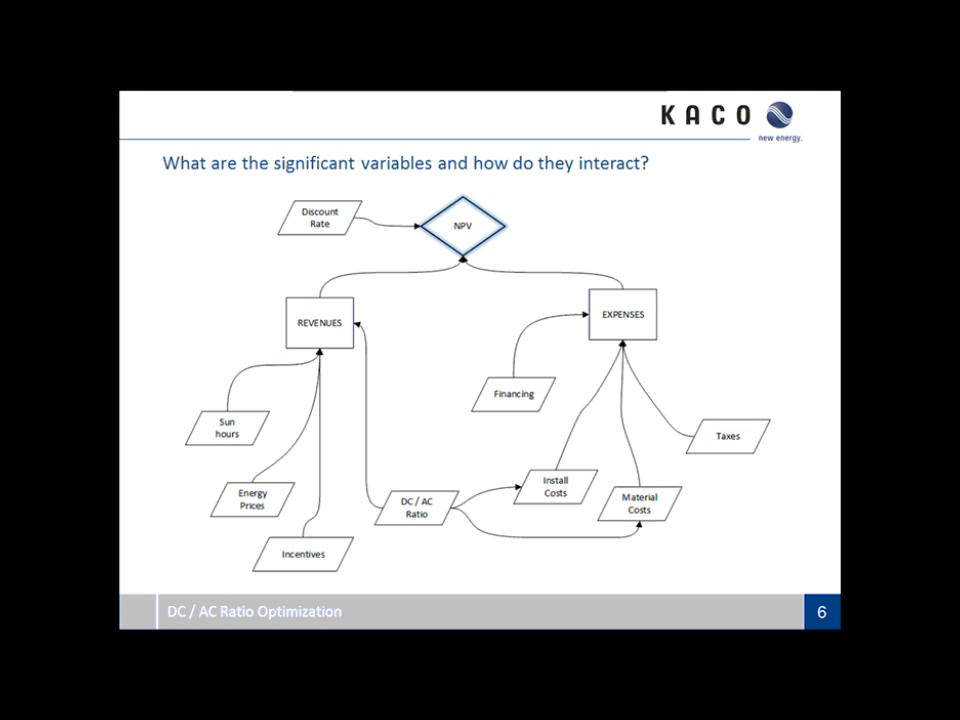 KACO
new energy.
What are the significant variables and how do they interact?
Discount
Rate
NPV
REVENUES
EXPENSES
Financing
Sun
hours
Taxes
Energy
Prices
DC / AC
Ratio
Install
Costs
Material
Costs
Incentives
DC / AC Ratio Optimization
6